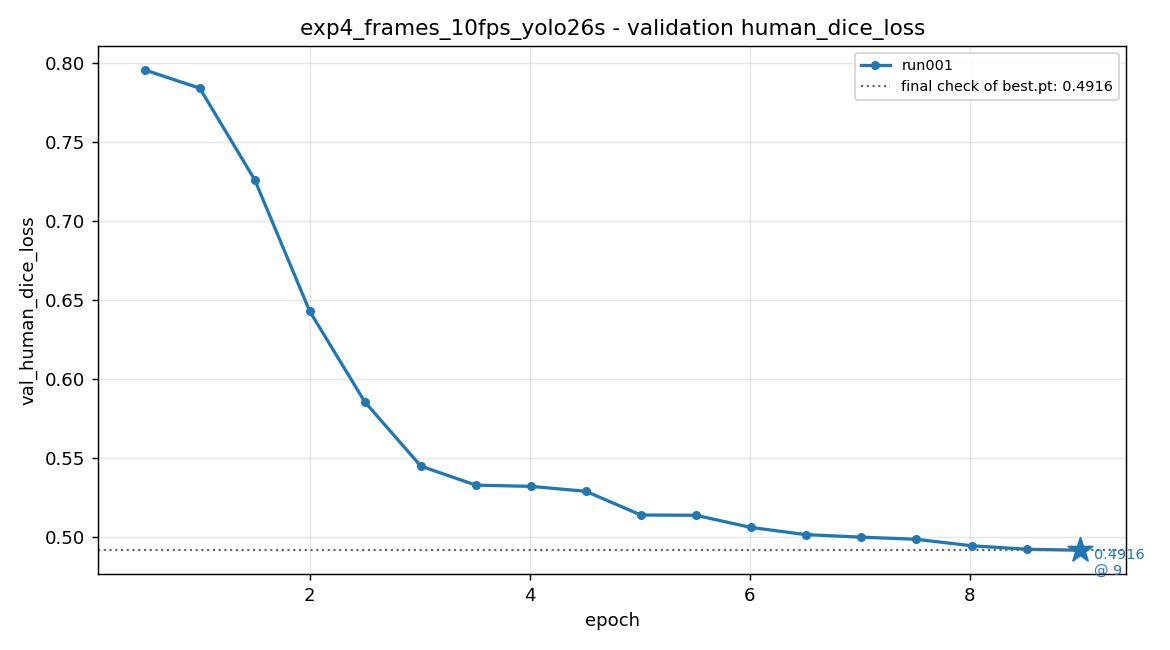 exp4_frames_10fps_yolo26s - validation human_dice_loss
run001
final check of best.pt: 0.4916
val_human_dice_loss
0.80
0.75
0.70
0.65
0.60
0.55
0.50
0.4916
@ 9
2
4
6
8
epoch